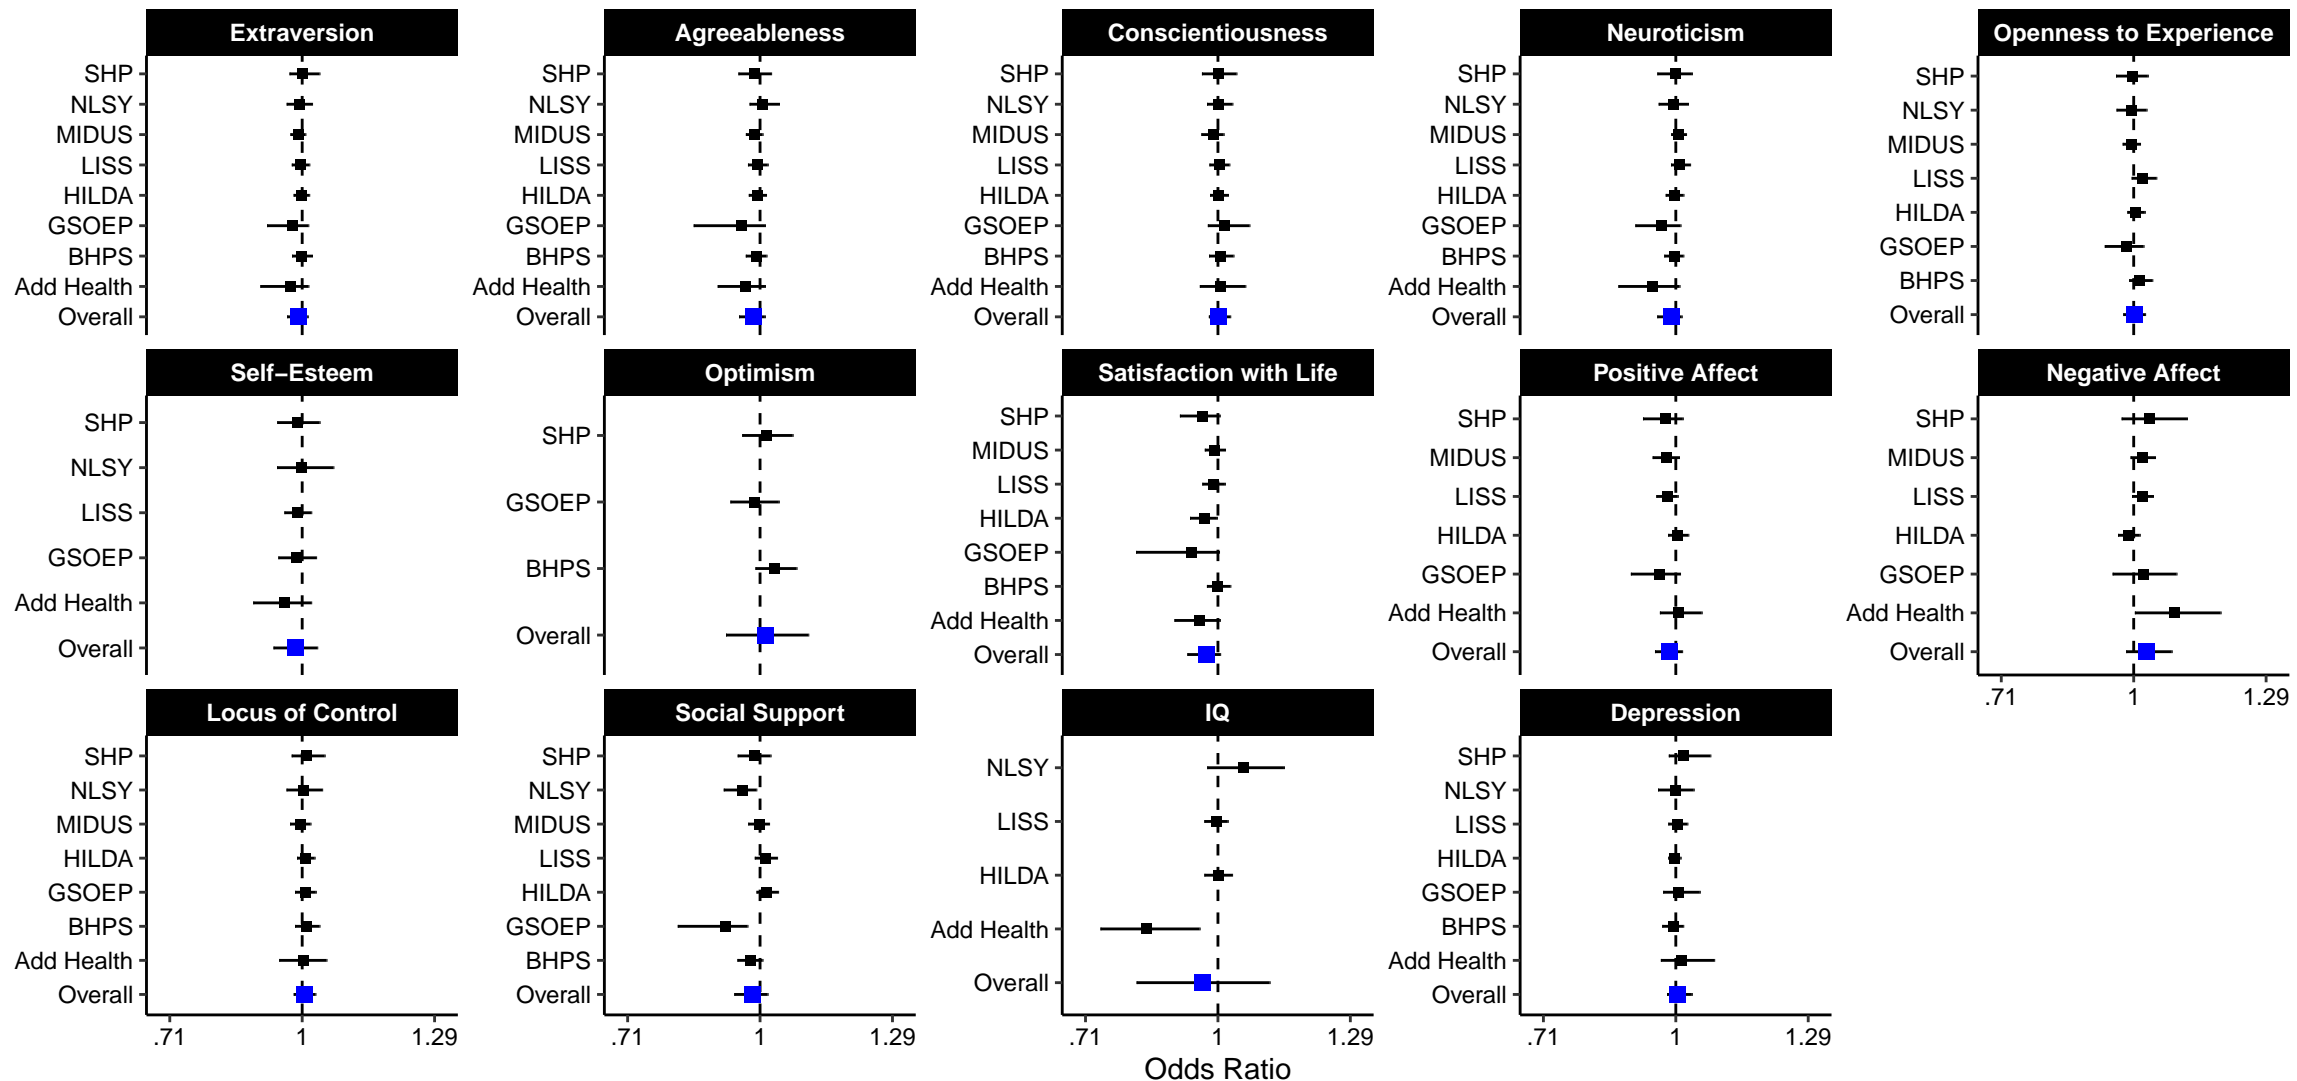 Extraversion
SHP
NLSY
MIDUS
LISS
HILDA
GSOEP
BHPS
Add Health
Overall
Agreeableness
SHP
NLSY
MIDUS
LISS
HILDA
GSOEP
BHPS
Add Health
Overall
Conscientiousness
SHP
NLSY
MIDUS
LISS
HILDA
GSOEP
BHPS
Add Health
Overall
Neuroticism
SHP
NLSY
MIDUS
LISS
HILDA
GSOEP
BHPS
Add Health
Overall
Openness to Experience
SHP
NLSY
MIDUS
LISS
HILDA
GSOEP
BHPS
Overall
Self−Esteem
SHP
NLSY
LISS
GSOEP
Add Health
Overall
Optimism
SHP
GSOEP
BHPS
Overall
Satisfaction with Life
SHP
MIDUS
LISS
HILDA
GSOEP
BHPS
Add Health
Overall
Positive Affect
SHP
MIDUS
LISS
HILDA
GSOEP
Add Health
Overall
Negative Affect
SHP
MIDUS
LISS
HILDA
GSOEP
Add Health
Overall
.71 1 1.29
Locus of Control
SHP
NLSY
MIDUS
HILDA
GSOEP
BHPS
Add Health
Overall
.71 1 1.29
Social Support
SHP
NLSY
MIDUS
LISS
HILDA
GSOEP
BHPS
Overall
.71 1 1.29
IQ
NLSY
LISS
HILDA
Add Health
Overall
.71 1 1.29
Depression
SHP
NLSY
LISS
HILDA
GSOEP
BHPS
Add Health
Overall
.71 1 1.29
Odds Ratio